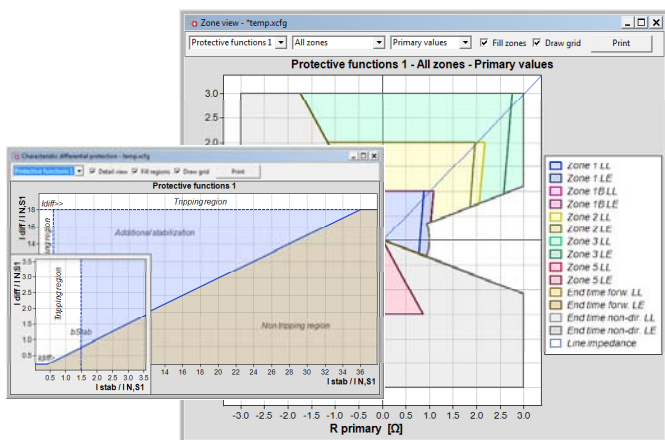 Zone view - *temp.xcfg
Protective functions 1
All zones
Primary values
Fill zones
Draw grid
Print
Protective functions 1 - All zones - Primary values
3.0
2.5
2.0
Zone 1 LL
Zone 1 LE
Zone 1B LL
Zone 1B LE
Zone 2 LL
Zone 2 LE
Zone 3 LL
Zone 3 LE
Zone 5 LL
Zone 5 LE
End time forw. LL
End time forw. LE
End time non-dir. LL
End time non-dir. LE
Line impedance
-3.0 -2.5 -2.0 -1.5 -1.0 -0.5 0.0 0.5 1.0 1.5 2.0 2.5 3.0
R primary [Ω]
Characteristic differential protection - temp.xcfg
Protective functions 1
Detail view
Fill regions
Draw grid
Print
Protective functions 1
Idiff>>
Tripping region
Additional stabilization
Non tripping region
I diff / I N,S1
18
16
14
14 16 18 20 22 24 26 28 30 32 34 36
I stab / I N,S1
I diff / I N,S1
3.5
3.0
2.5
2.0
1.5
1.0
0.5
Tripping region
bStab
Idiff>
0.5 1.0 1.5 2.0 2.5 3.0 3.5
I stab / I N,S1